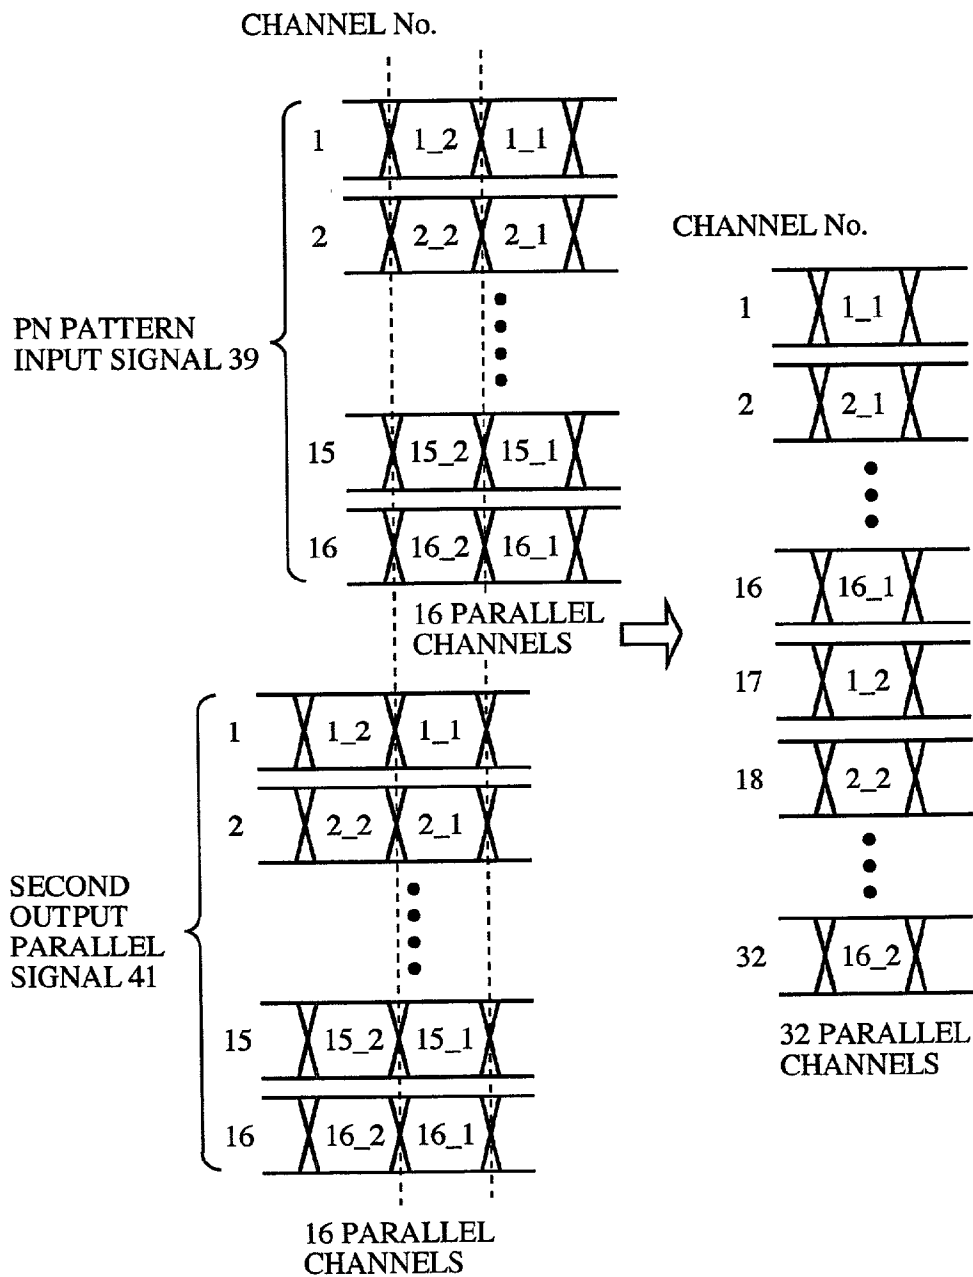 CHANNEL No.
1 1_2 1_1
2 2_2 2_1
PN PATTERN
INPUT SIGNAL 39
15 15_2 15_1
16 16_2 16_1
16 PARALLEL
CHANNELS
1 1_2 1_1
2 2_2 2_1
SECOND
OUTPUT
PARALLEL
SIGNAL 41
15 15_2 15_1
16 16_2 16_1
16 PARALLEL
CHANNELS
CHANNEL No.
1 1_1
2 2_1
16 16_1
17 1_2
18 2_2
32 16_2
32 PARALLEL
CHANNELS